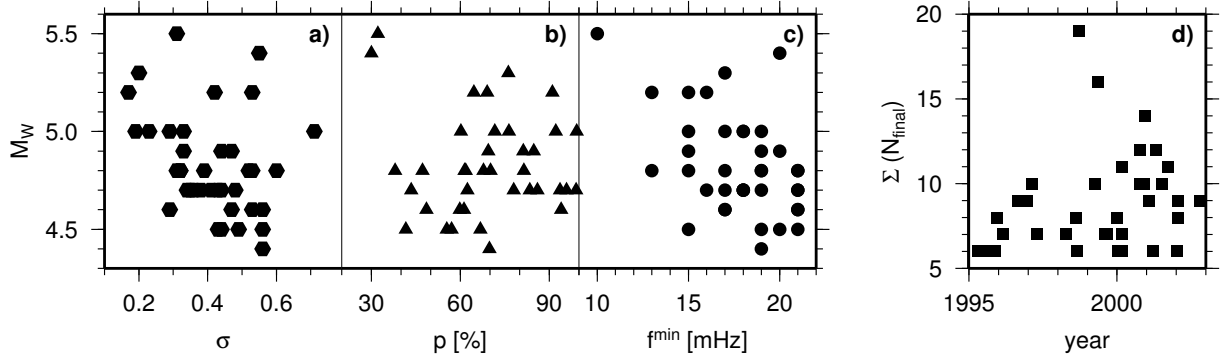 a) b) c) d)
M_W
5.5
5.0
4.5
0.2 0.4 0.6
σ
30 60 90
p [%]
10 15 20
f^min [mHz]
Σ (N_final)
20
15
10
5
1995 2000
year